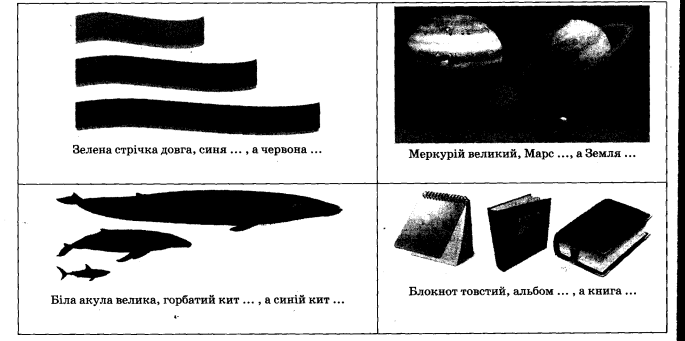 Зелена стрічка довга, синя ... , а червона ...
Меркурій великий, Марс ..., а Земля ...
Біла акула велика, горбатий кит ... , а синій кит ...
Блокнот товстий, альбом ... , а книга ...